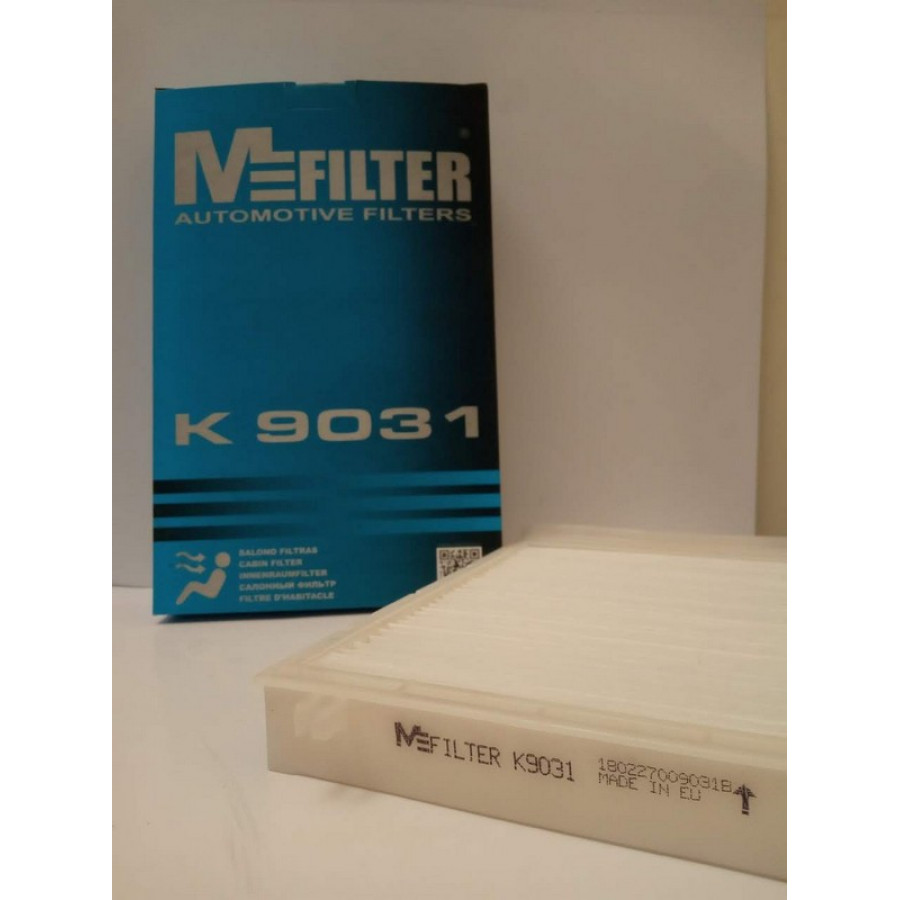 MFILTER®
AUTOMOTIVE FILTERS
K 9031
SALONO FILTRAS
CABIN FILTER
INNENRAUMFILTER
САЛОННЫЙ ФИЛЬТР
FILTRE D'HABITACLE
MFILTER K9031
180227009031B
MADE IN EU